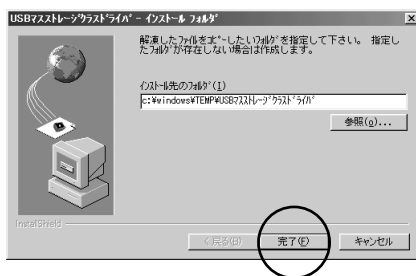 USBマスストレージクラスドライバ - インストール フォルダ
解凍したファイルをコピーしたいフォルダを指定して下さい。 指定し
たフォルダが存在しない場合は作成します。
インストール先のフォルダ(I)
c:¥windows¥TEMP¥USBマスストレージクラスドライバ
参照(o)...
InstallShield
< 戻る(B)
完了(F)
キャンセル